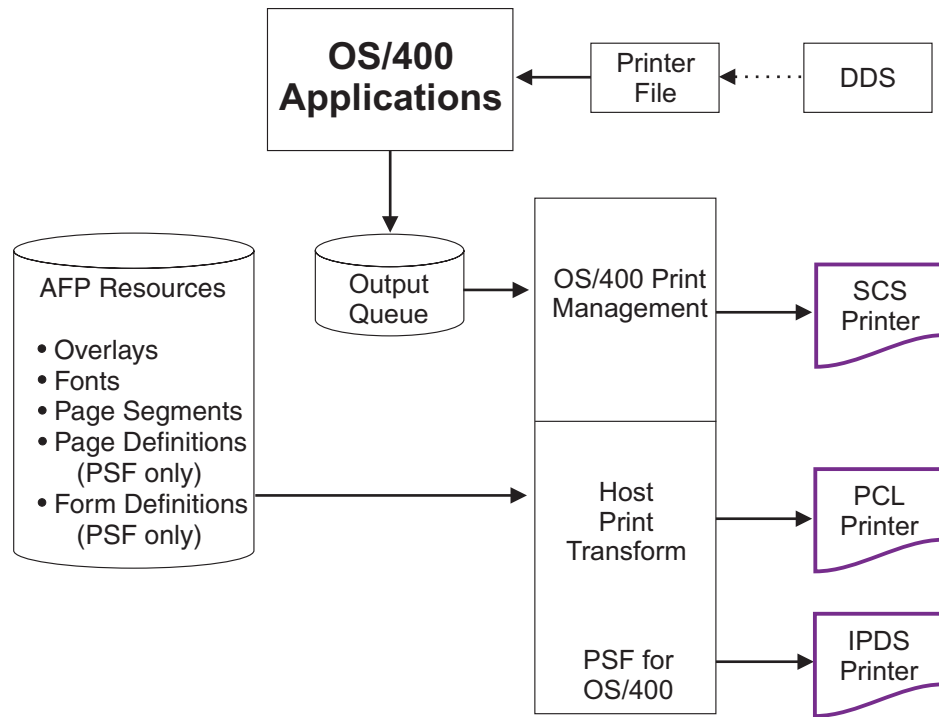 OS/400
Applications
Printer
File
DDS
AFP Resources
• Overlays
• Fonts
• Page Segments
• Page Definitions
(PSF only)
• Form Definitions
(PSF only)
Output
Queue
OS/400 Print
Management
SCS
Printer
Host
Print
Transform
PCL
Printer
PSF for
OS/400
IPDS
Printer